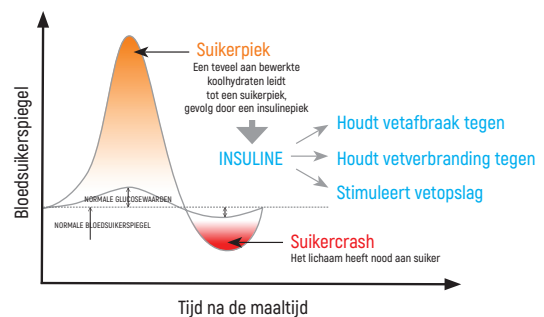 Bloedsuikerspiegel
Suikerpiek
Een teveel aan bewerkte
koolhydraten leidt
tot een suikerpiek,
gevolg door een insulinepiek
INSULINE
Houdt vetafbraak tegen
Houdt vetverbranding tegen
Stimuleert vetopslag
NORMALE GLUCOSEWAARDEN
NORMALE BLOEDSUIKERSPIEGEL
Suikercrash
Het lichaam heeft nood aan suiker
Tijd na de maaltijd